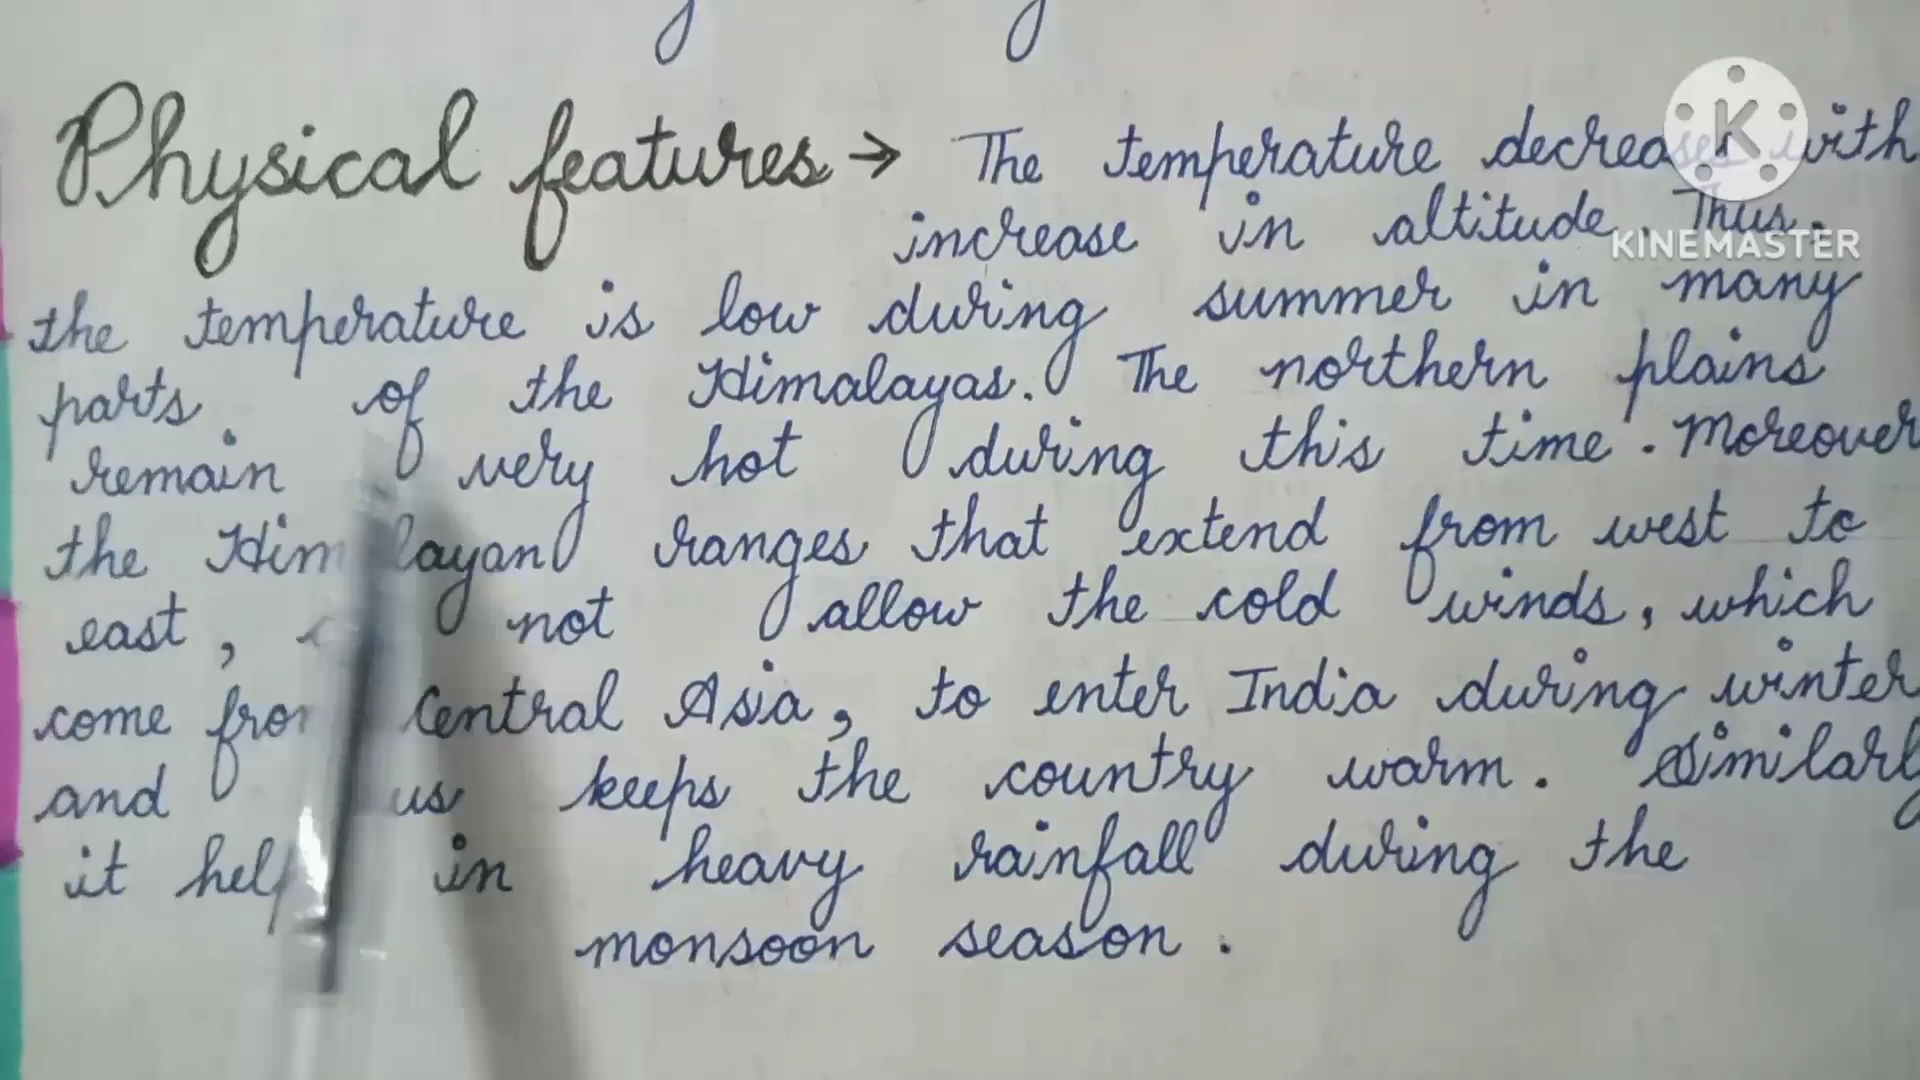 Physical features → The temperature decreases with
increase in altitude. Thus,
the temperature is low during summer in many
parts of the Himalayas. The northern plains
remain very hot during this time. Moreover
the Himalayan ranges that extend from west to
east, not allow the cold winds, which
come from Central Asia, to enter India during winter
and keeps the country warm. Similarly
it in heavy rainfall during the
monsoon season.
KINEMASTER